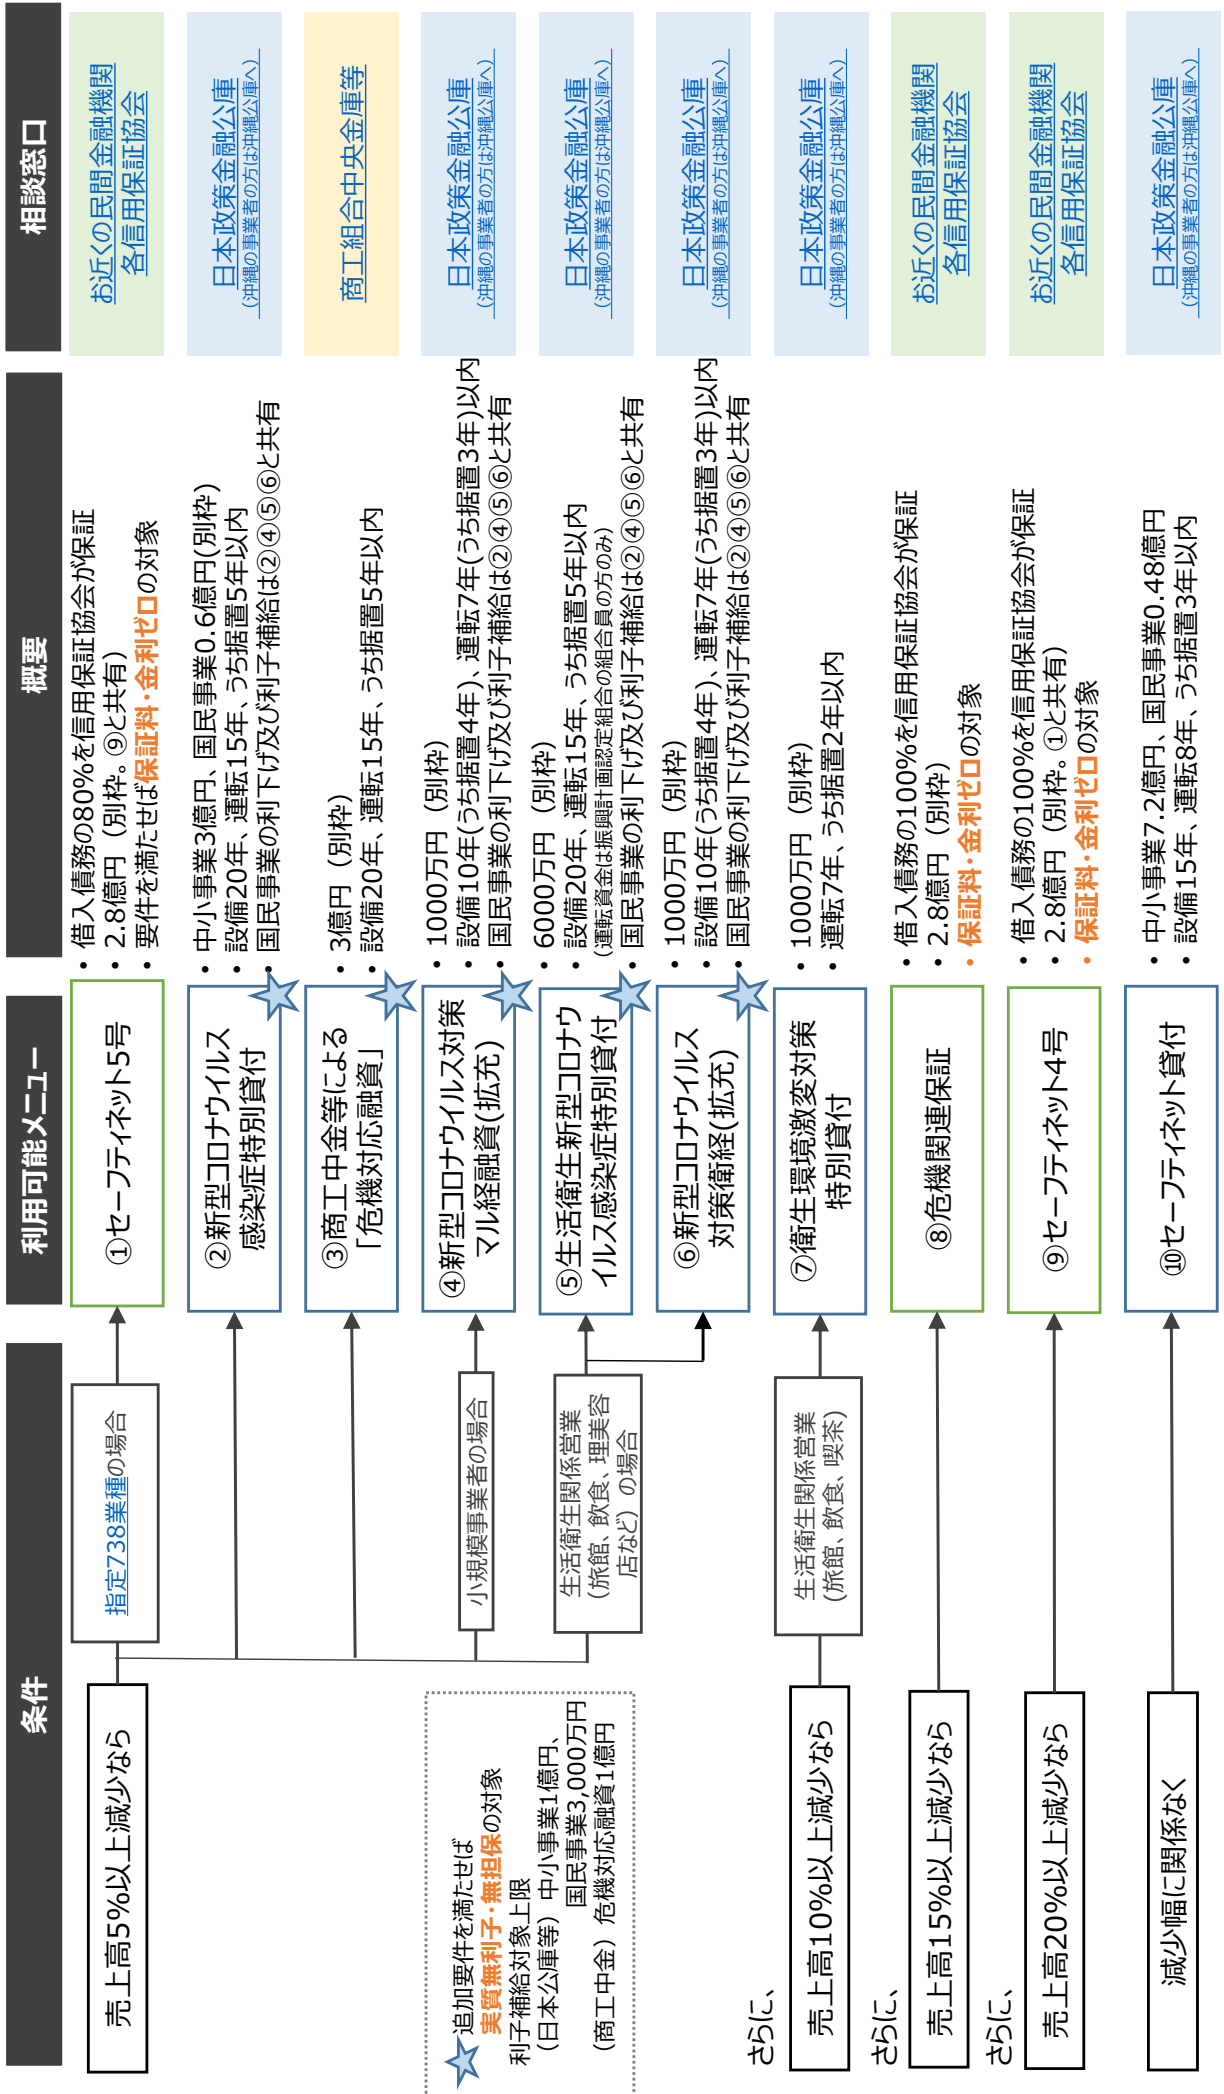 条件
利用可能メニュー
概要
相談窓口
売上高5%以上減少なら
指定738業種の場合
①セーフティネット5号
・借入債務の80%を信用保証協会が保証
・2.8億円（別枠。⑨と共有）
・要件を満たせば保証料・金利ゼロの対象
お近くの民間金融機関
各信用保証協会
②新型コロナウイルス
感染症特別貸付
・中小事業3億円、国民事業0.6億円(別枠)
・設備20年、運転15年、うち据置5年以内
・国民事業の利下げ及び利子補給は②④⑤⑥と共有
日本政策金融公庫
（沖縄の事業者の方は沖縄公庫へ）
③商工中金等による
「危機対応融資」
・3億円（別枠）
・設備20年、運転15年、うち据置5年以内
商工組合中央金庫等
小規模事業者の場合
④新型コロナウイルス対策
マル経融資(拡充)
・1000万円（別枠）
・設備10年(うち据置4年)、運転7年(うち据置3年)以内
・国民事業の利下げ及び利子補給は②④⑤⑥と共有
日本政策金融公庫
（沖縄の事業者の方は沖縄公庫へ）
生活衛生関係営業
（旅館、飲食、理美容
店など）の場合
⑤生活衛生新型コロナウ
イルス感染症特別貸付
・6000万円（別枠）
・設備20年、運転15年、うち据置5年以内
（運転資金は振興計画認定組合の組合員の方のみ）
・国民事業の利下げ及び利子補給は②④⑤⑥と共有
日本政策金融公庫
（沖縄の事業者の方は沖縄公庫へ）
⑥新型コロナウイルス
対策衛経(拡充)
・1000万円（別枠）
・設備10年(うち据置4年)、運転7年(うち据置3年)以内
・国民事業の利下げ及び利子補給は②④⑤⑥と共有
日本政策金融公庫
（沖縄の事業者の方は沖縄公庫へ）
追加要件を満たせば
実質無利子・無担保の対象
利子補給対象上限
（日本公庫等）中小事業1億円、
国民事業3,000万円
（商工中金）危機対応融資1億円
さらに、
売上高10%以上減少なら
生活衛生関係営業
(旅館、飲食、喫茶)
⑦衛生環境激変対策
特別貸付
・1000万円（別枠）
・運転7年、うち据置2年以内
日本政策金融公庫
（沖縄の事業者の方は沖縄公庫へ）
さらに、
売上高15%以上減少なら
⑧危機関連保証
・借入債務の100%を信用保証協会が保証
・2.8億円（別枠）
・保証料・金利ゼロの対象
お近くの民間金融機関
各信用保証協会
さらに、
売上高20%以上減少なら
⑨セーフティネット4号
・借入債務の100%を信用保証協会が保証
・2.8億円（別枠。①と共有）
・保証料・金利ゼロの対象
お近くの民間金融機関
各信用保証協会
減少幅に関係なく
⑩セーフティネット貸付
・中小事業7.2億円、国民事業0.48億円
・設備15年、運転8年、うち据置3年以内
日本政策金融公庫
（沖縄の事業者の方は沖縄公庫へ）